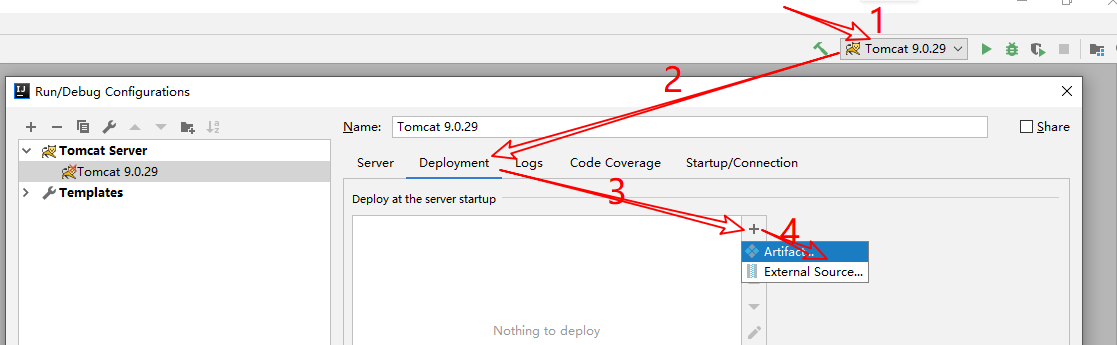 1
Tomcat 9.0.29
2
Run/Debug Configurations
Name: Tomcat 9.0.29
Share
Tomcat Server
Tomcat 9.0.29
Templates
Server Deployment Logs Code Coverage Startup/Connection
3
Deploy at the server startup
4
Artifact...
External Source...
Nothing to deploy